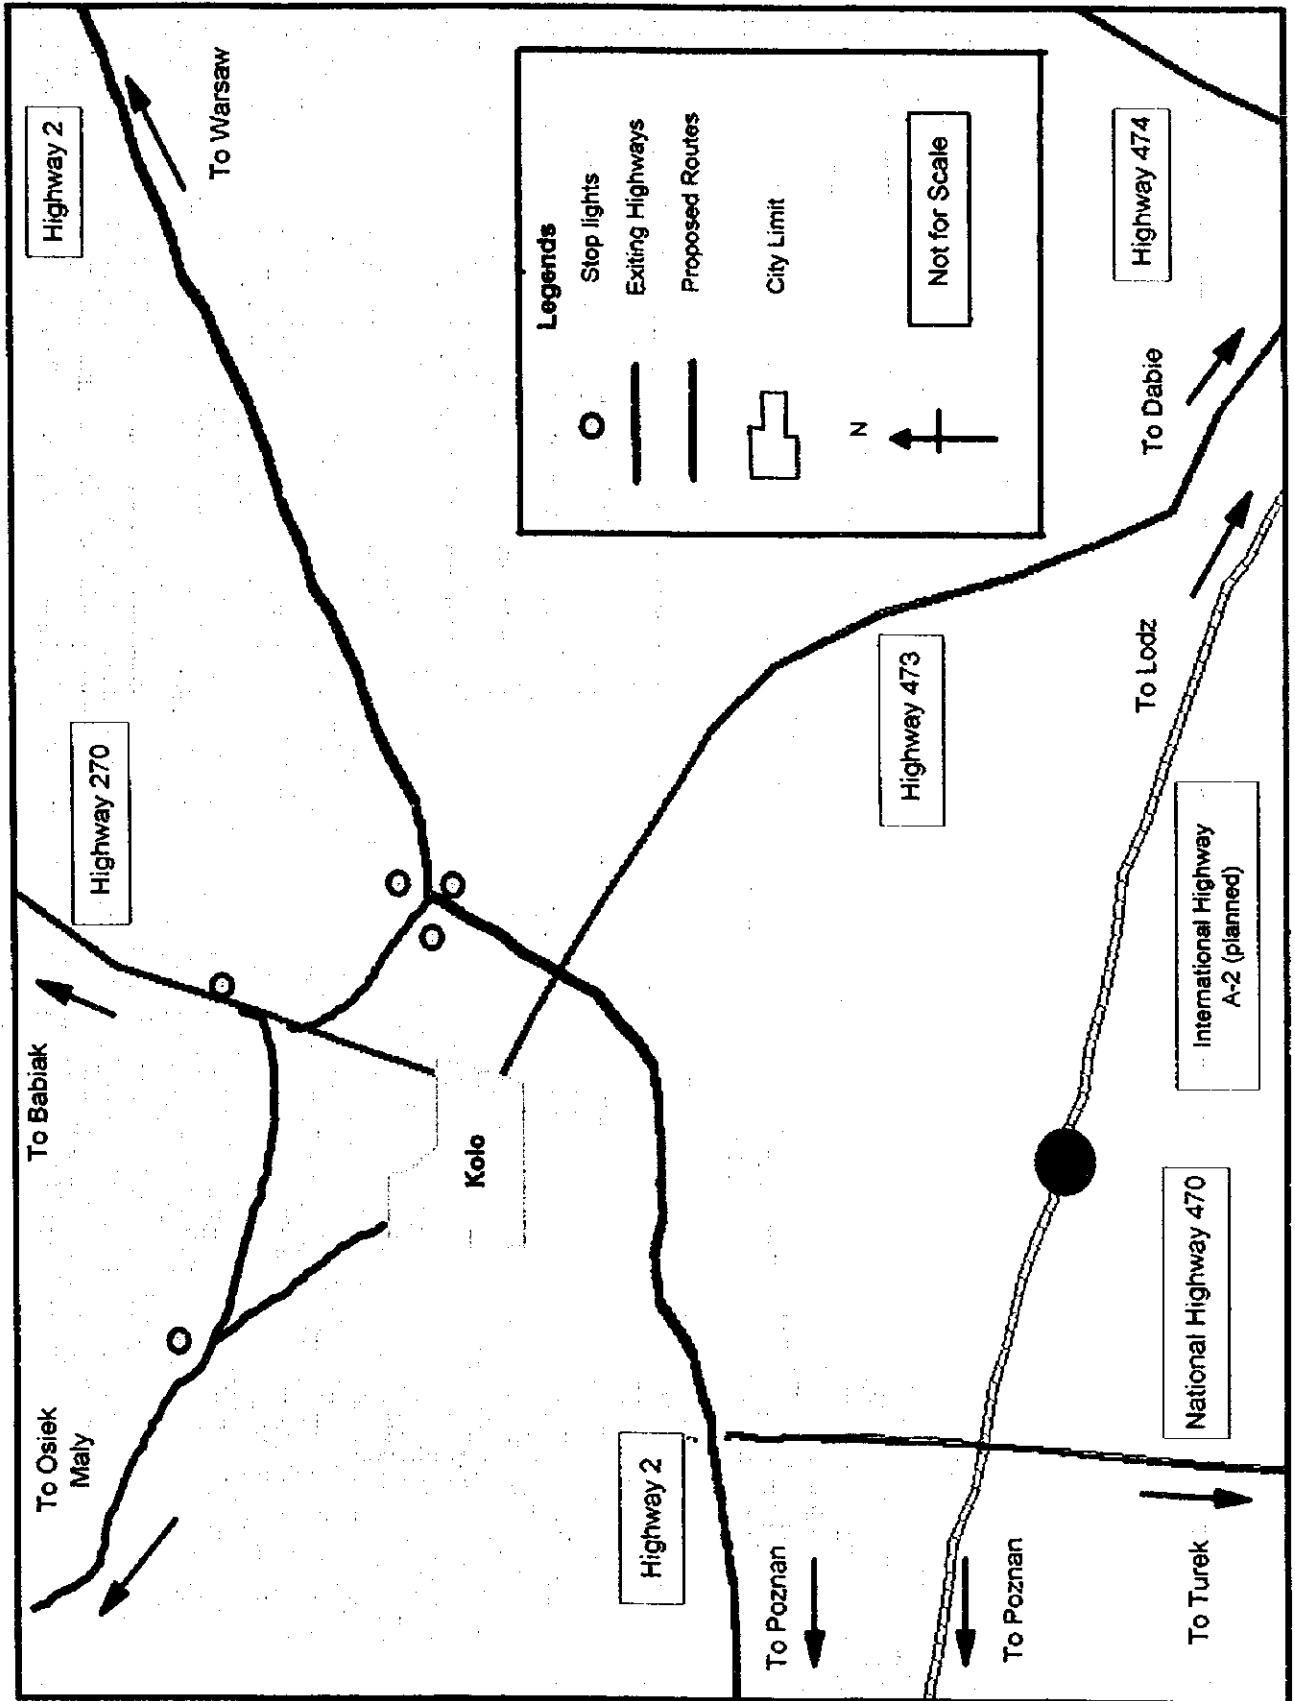 To Osiek
Maly
To Babiak
Highway 270
Highway 2
To Warsaw
Kolo
Legends
Stop lights
Exiting Highways
Proposed Routes
City Limit
N
Not for Scale
Highway 2
To Poznan
To Poznan
Highway 473
To Lodz
To Dabie
Highway 474
To Turek
National Highway 470
International Highway
A-2 (planned)